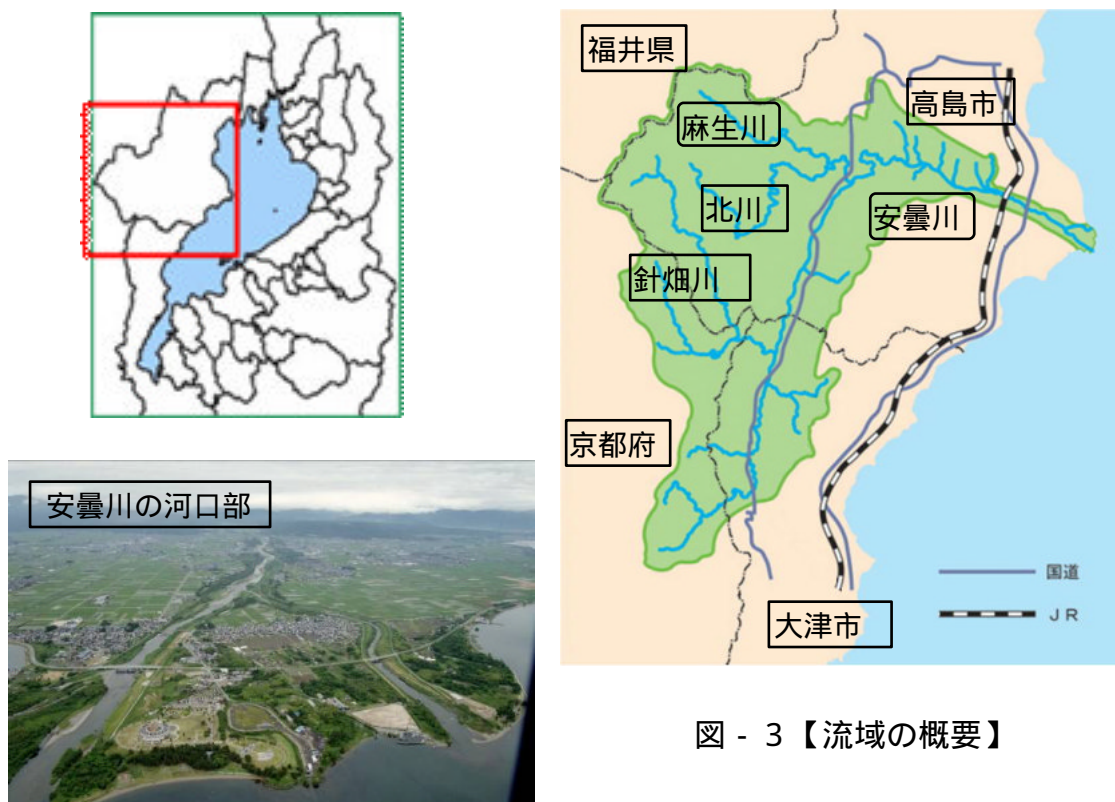 福井県
高島市
麻生川
北川
安曇川
針畑川
京都府
大津市
国道
ＪＲ
安曇川の河口部
図 - ３【流域の概要】